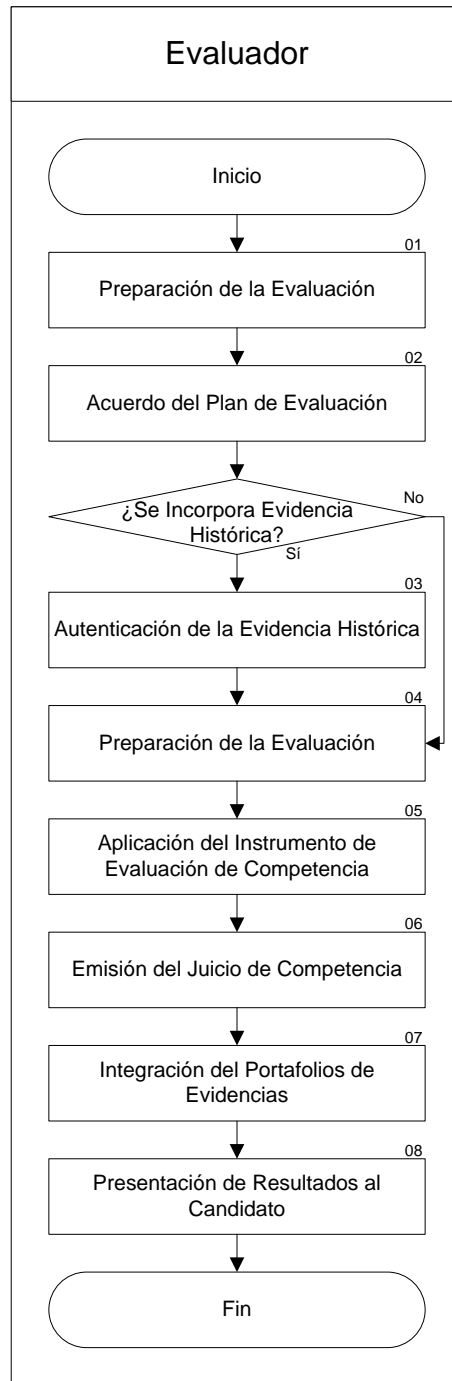 Evaluador
Inicio
01
Preparación de la Evaluación
02
Acuerdo del Plan de Evaluación
¿Se Incorpora Evidencia
Histórica?
No
Sí
03
Autenticación de la Evidencia Histórica
04
Preparación de la Evaluación
05
Aplicación del Instrumento de
Evaluación de Competencia
06
Emisión del Juicio de Competencia
07
Integración del Portafolios de
Evidencias
08
Presentación de Resultados al
Candidato
Fin